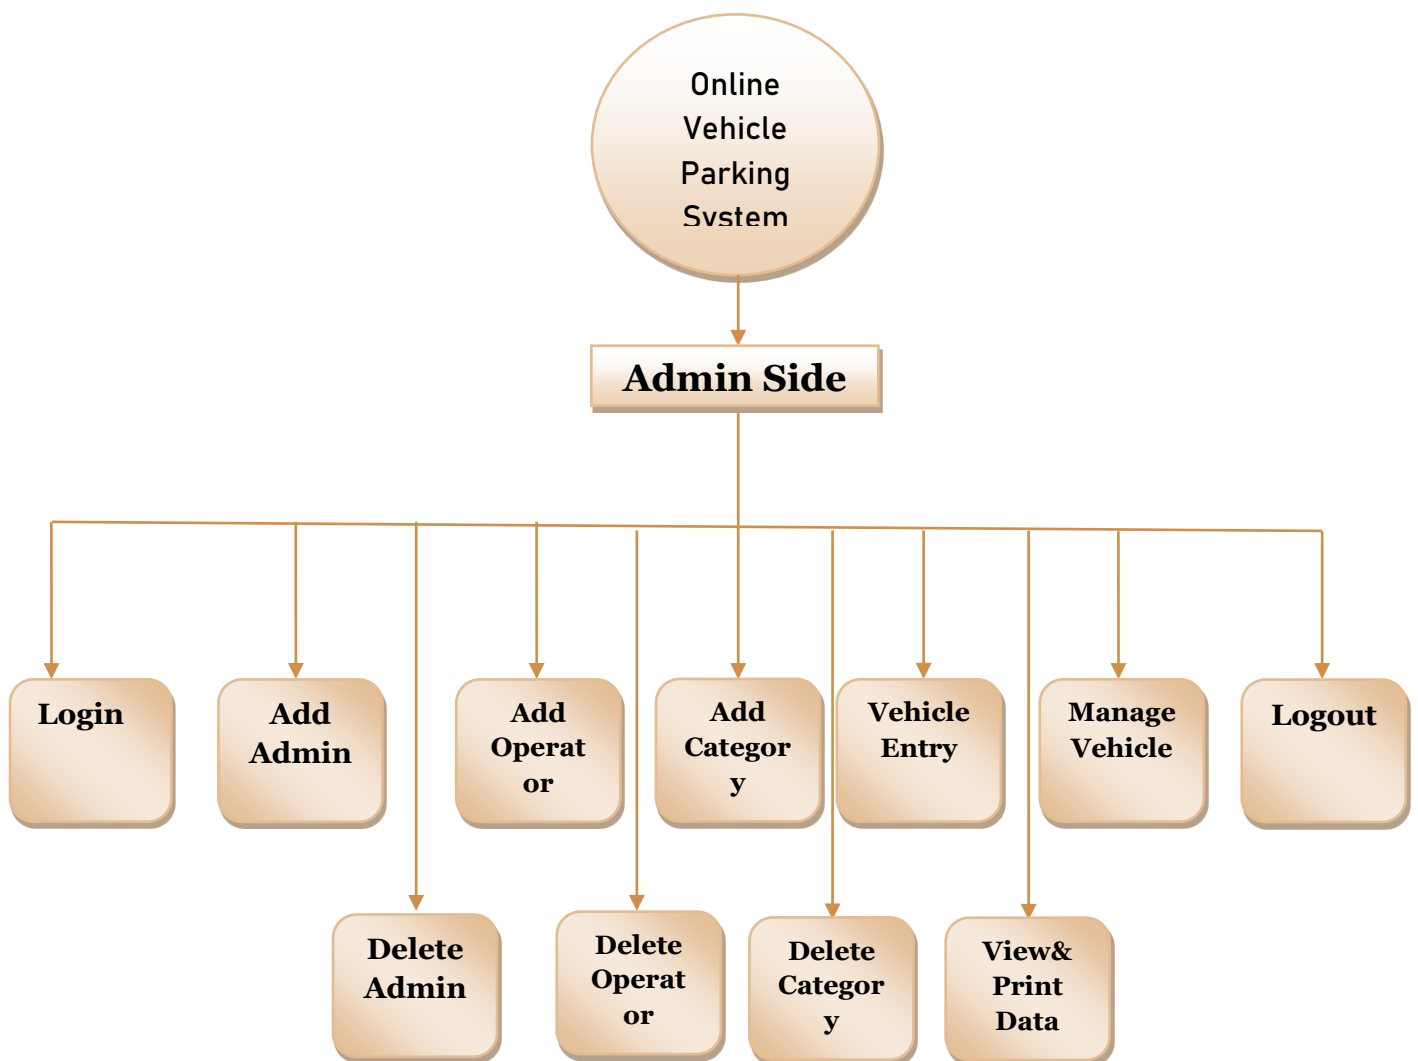 Online
Vehicle
Parking
System
Admin Side
Login
Add
Admin
Add
Operat
or
Add
Categor
y
Vehicle
Entry
Manage
Vehicle
Logout
Delete
Admin
Delete
Operat
or
Delete
Categor
y
View&
Print
Data